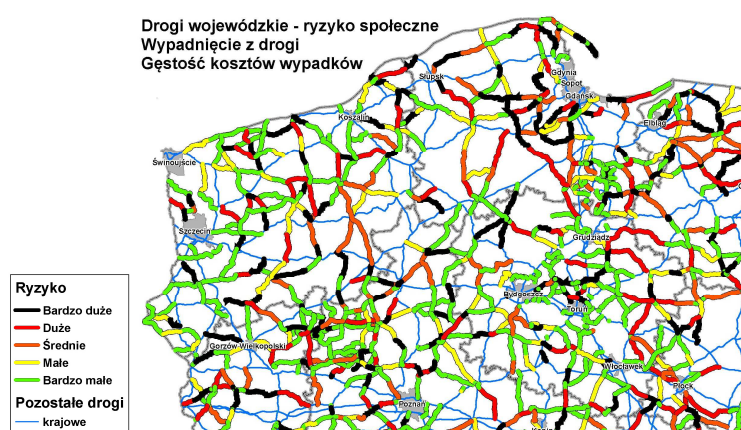 Drogi wojewódzkie - ryzyko społeczne
Wypadnięcie z drogi
Gęstość kosztów wypadków
Słupsk
Gdynia
Sopot
Gdańsk
Koszalin
Elbląg
Świnoujście
Szczecin
Grudziądz
Bydgoszcz
Toruń
Gorzów Wielkopolski
Włocławek
Płock
Poznań
Ryzyko
Bardzo duże
Duże
Średnie
Małe
Bardzo małe
Pozostałe drogi
krajowe